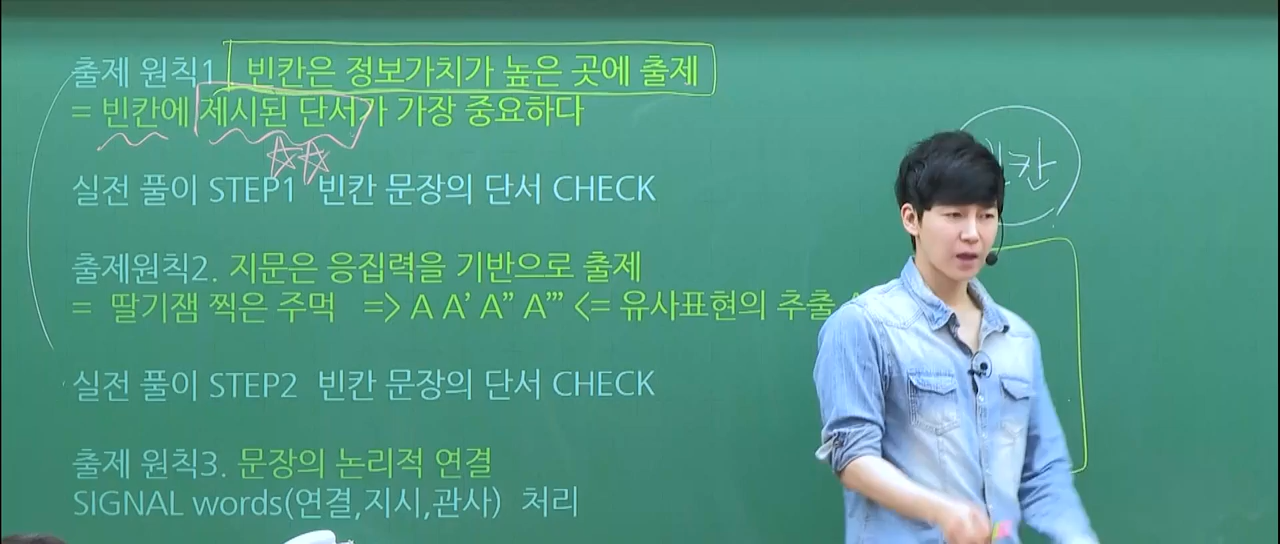 출제 원칙1 빈칸은 정보가치가 높은 곳에 출제
= 빈칸에 제시된 단서가 가장 중요하다
실전 풀이 STEP1 빈칸 문장의 단서 CHECK
출제원칙2. 지문은 응집력을 기반으로 출제
= 딸기잼 찍은 주먹 => A A’ A’’ A’’’ <= 유사표현의 추출
실전 풀이 STEP2 빈칸 문장의 단서 CHECK
출제 원칙3. 문장의 논리적 연결
SIGNAL words(연결,지시,관사) 처리